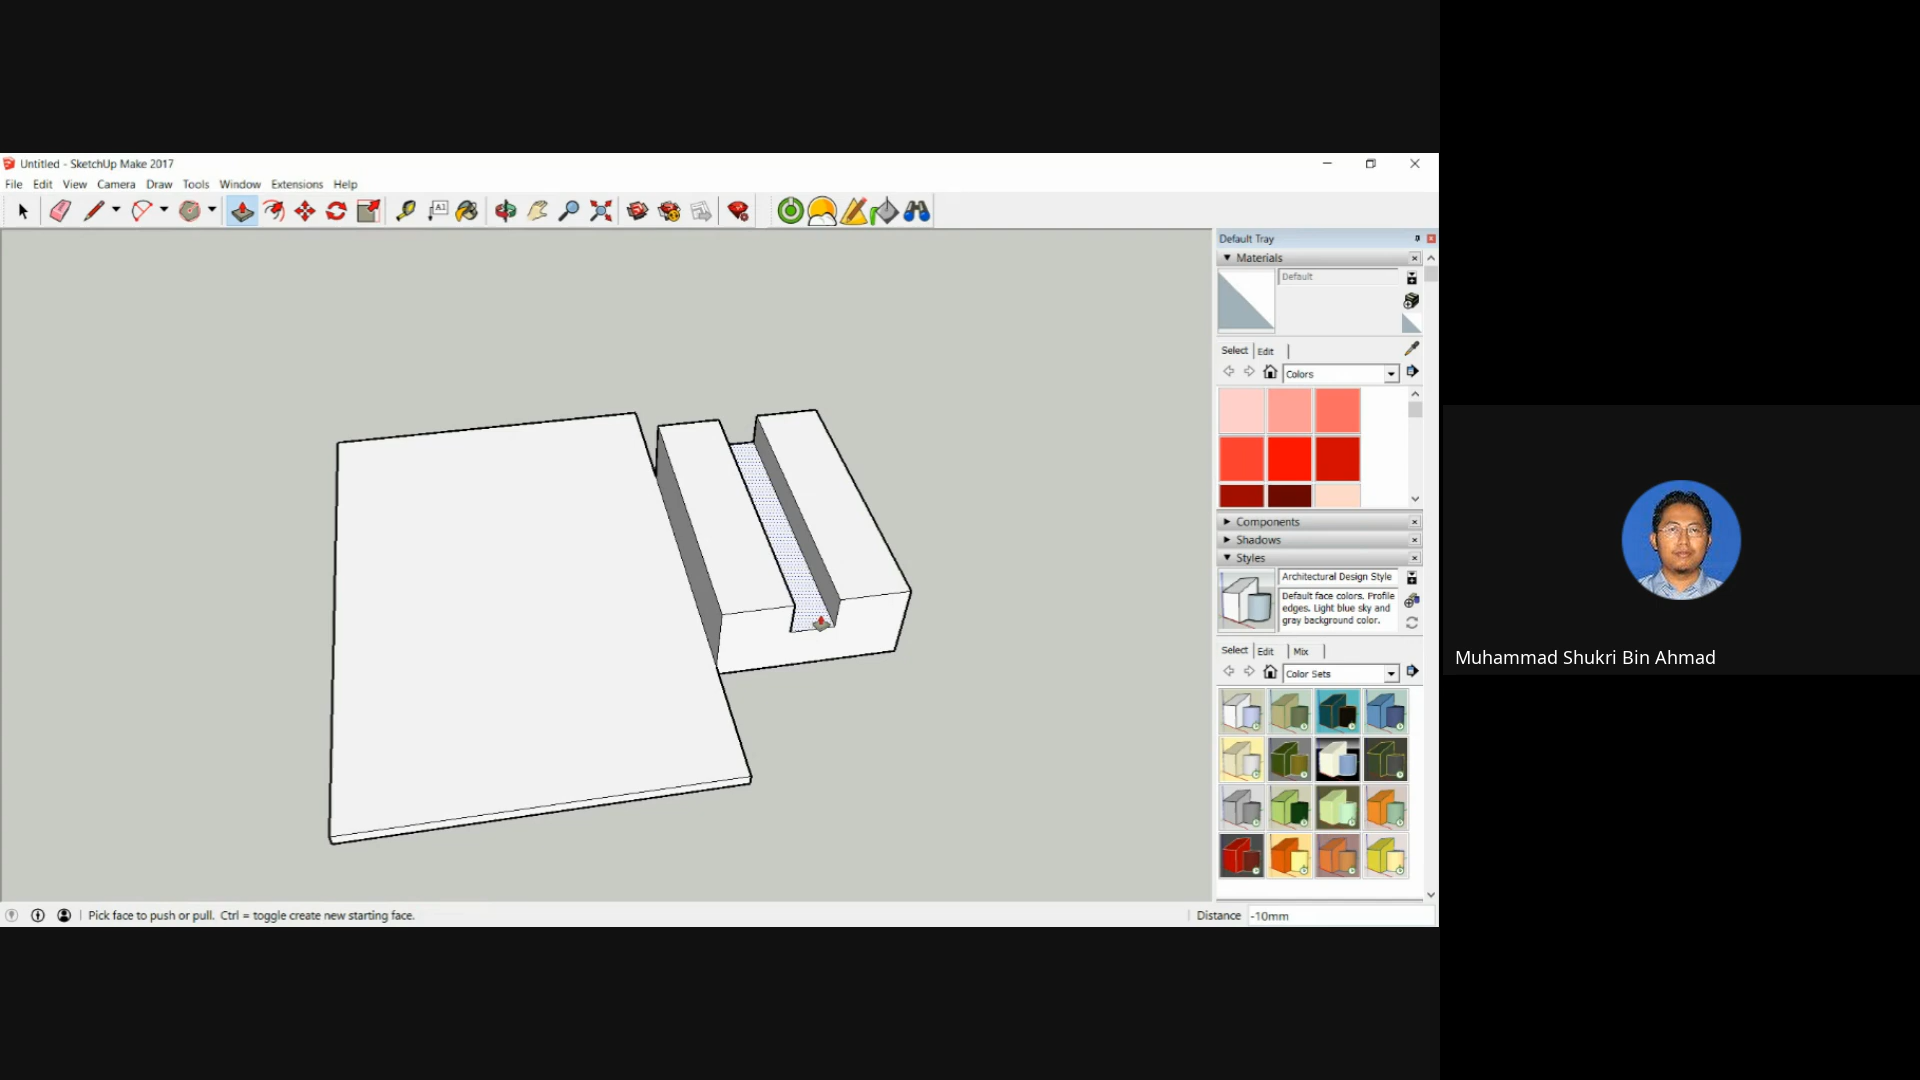 Untitled - SketchUp Make 2017
File Edit View Camera Draw Tools Window Extensions Help
A1
Default Tray
Materials
Default
Select Edit
Colors
Components
Shadows
Styles
Architectural Design Style
Default face colors. Profile
edges. Light blue sky and
gray background color.
Select Edit Mix
Color Sets
Pick face to push or pull. Ctrl = toggle create new starting face.
Distance -10mm
Muhammad Shukri Bin Ahmad